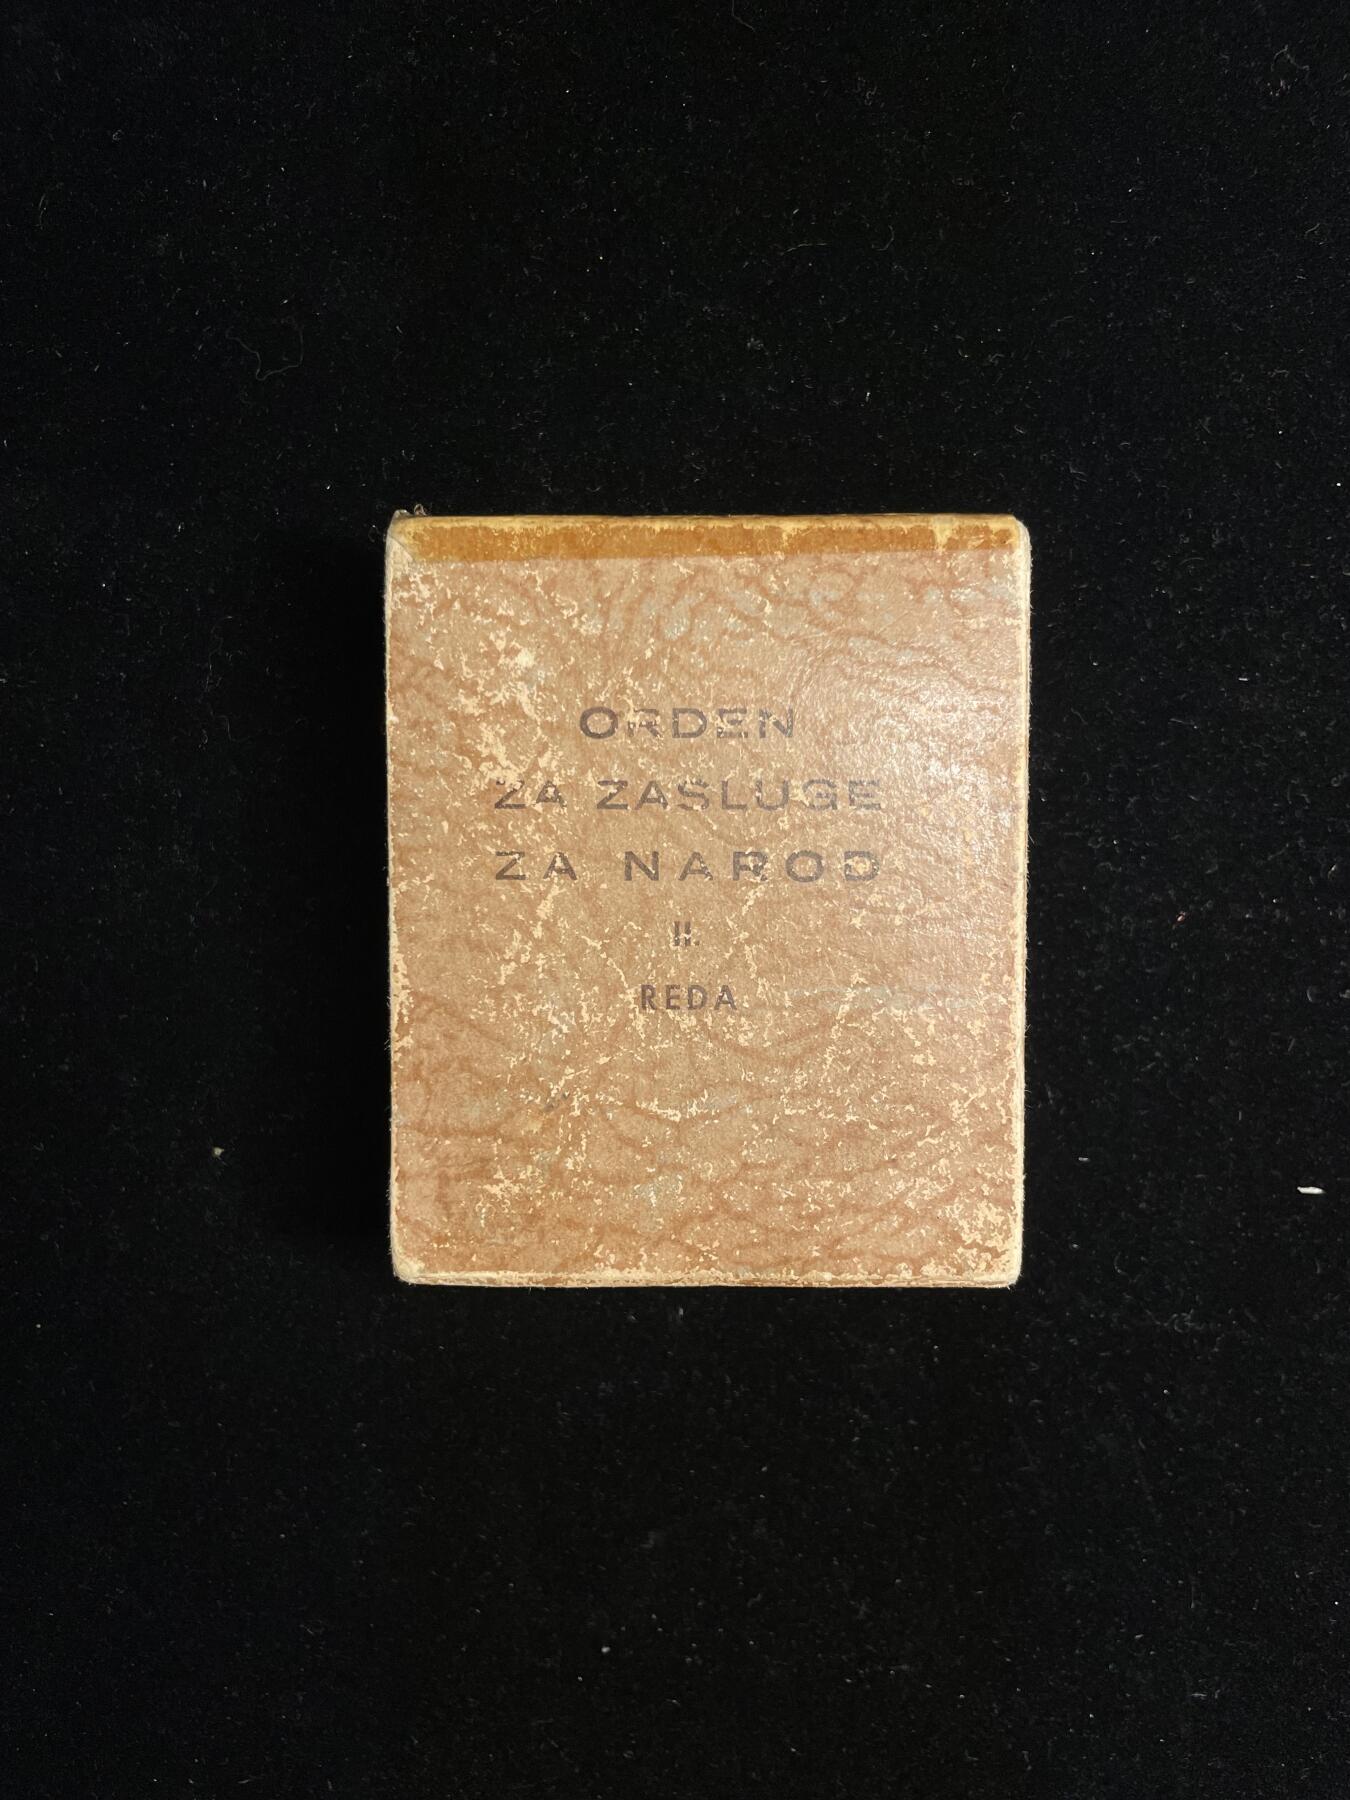 ORDEN
ZA ZASLUGE
ZA NAROD
II.
REDA